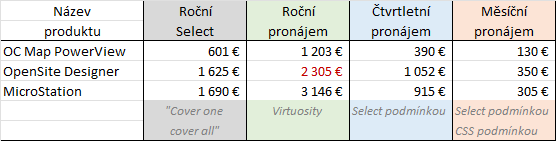 Název Roční Roční Čtvrtletní Měsíční
produktu Select pronájem pronájem pronájem
OC Map PowerView 601 € 1 203 € 390 € 130 €
OpenSite Designer 1 625 € 2 305 € 1 052 € 350 €
MicroStation 1 690 € 3 146 € 915 € 305 €
"Cover one Virtuosity Select podmínkou Select podmínkou
cover all" CSS podmínkou